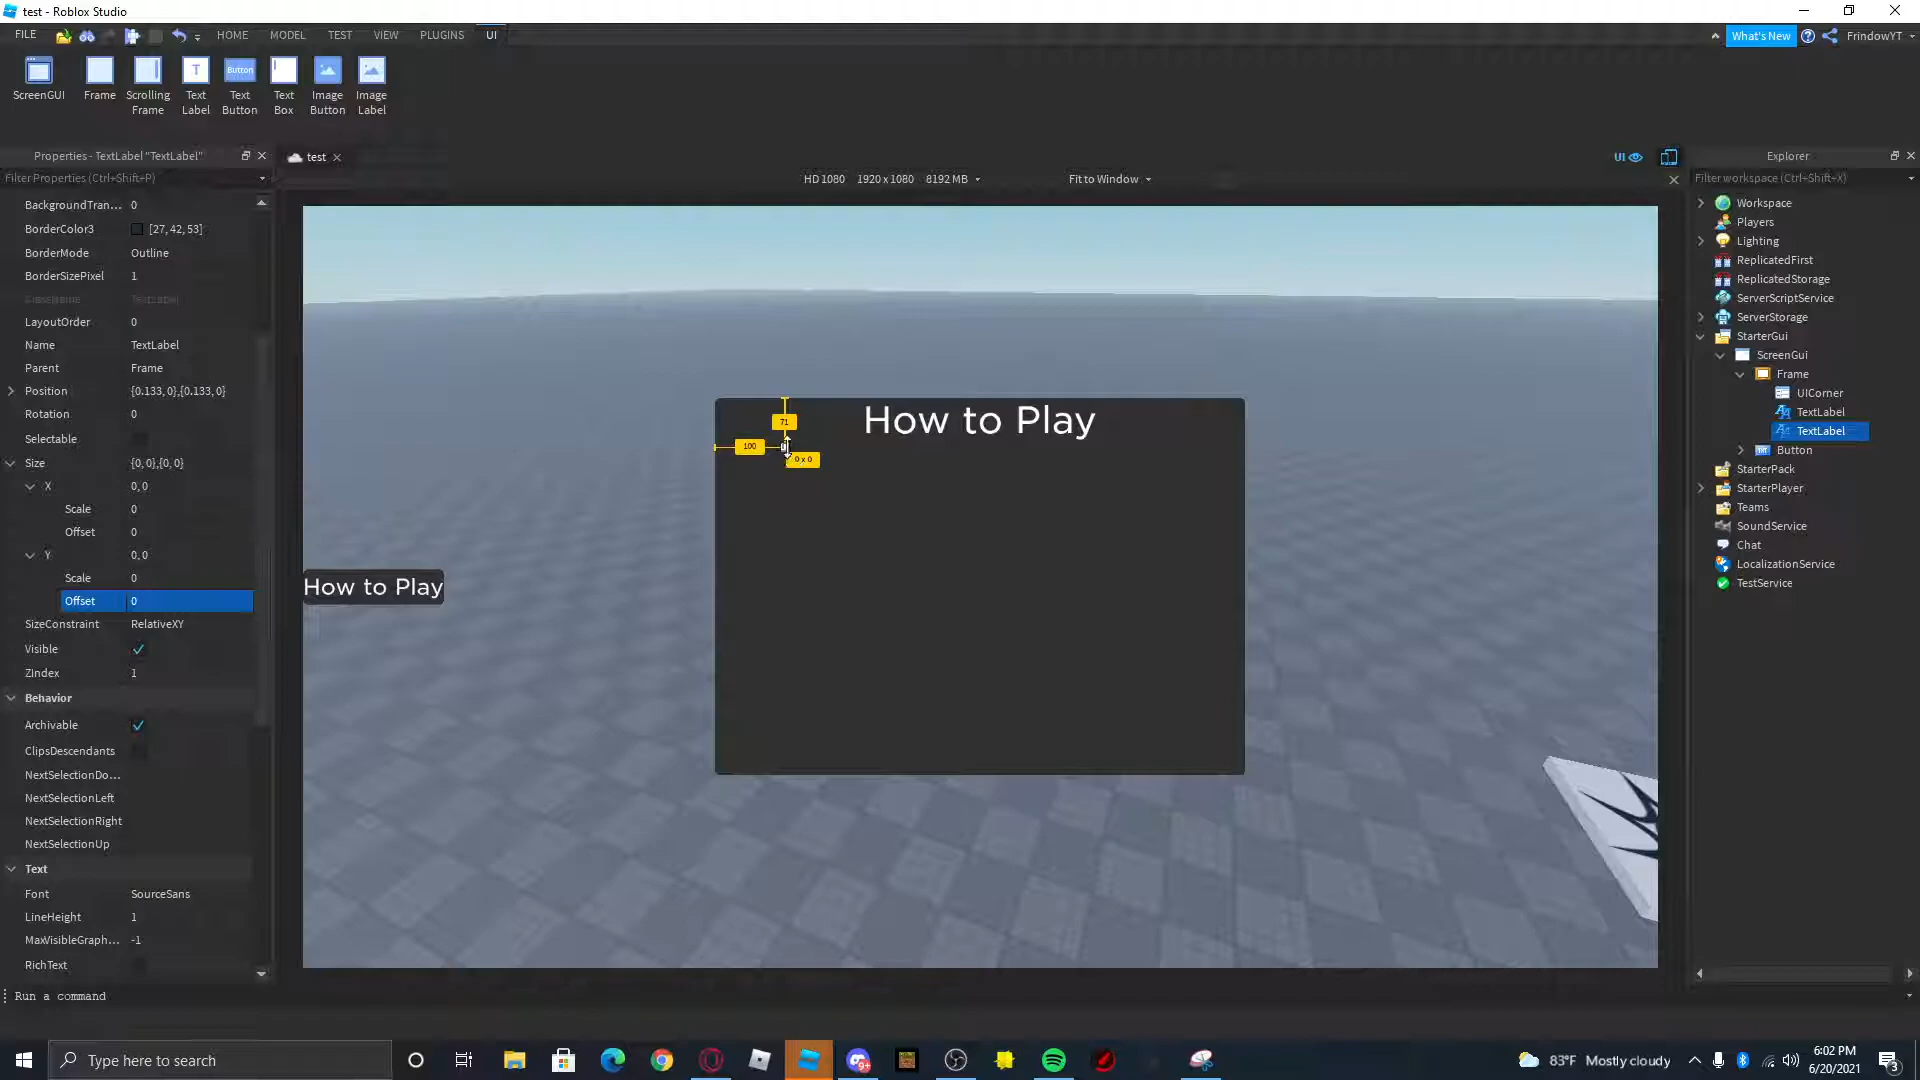 test - Roblox Studio
FILE
HOME
MODEL
TEST
VIEW
PLUGINS
UI
What's New
FrindowYT
ScreenGUI
Frame
Scrolling
Frame
Text
Label
Button
Text
Button
Text
Box
Image
Button
Image
Label
Properties - TextLabel "TextLabel"
Filter Properties (Ctrl+Shift+P)
BackgroundTran... 0
BorderColor3 [27, 42, 53]
BorderMode Outline
BorderSizePixel 1
LayoutOrder 0
Name TextLabel
Parent Frame
Position {0.133, 0},{0.133, 0}
Rotation 0
Selectable
Size {0, 0},{0, 0}
X 0, 0
Scale 0
Offset 0
Y 0, 0
Scale 0
Offset 0
SizeConstraint RelativeXY
Visible
ZIndex 1
Behavior
Archivable
ClipsDescendants
NextSelectionDo...
NextSelectionLeft
NextSelectionRight
NextSelectionUp
Text
Font SourceSans
LineHeight 1
MaxVisibleGraph... -1
RichText
test
UI
HD 1080 1920 x 1080 8192 MB
Fit to Window
How to Play
71
100
0 x 0
How to Play
Explorer
Filter workspace (Ctrl+Shift+X)
Workspace
Players
Lighting
ReplicatedFirst
ReplicatedStorage
ServerScriptService
ServerStorage
StarterGui
ScreenGui
Frame
UICorner
TextLabel
TextLabel
Button
StarterPack
StarterPlayer
Teams
SoundService
Chat
LocalizationService
TestService
Run a command
Type here to search
9+
83°F Mostly cloudy
6:02 PM
6/20/2021
3